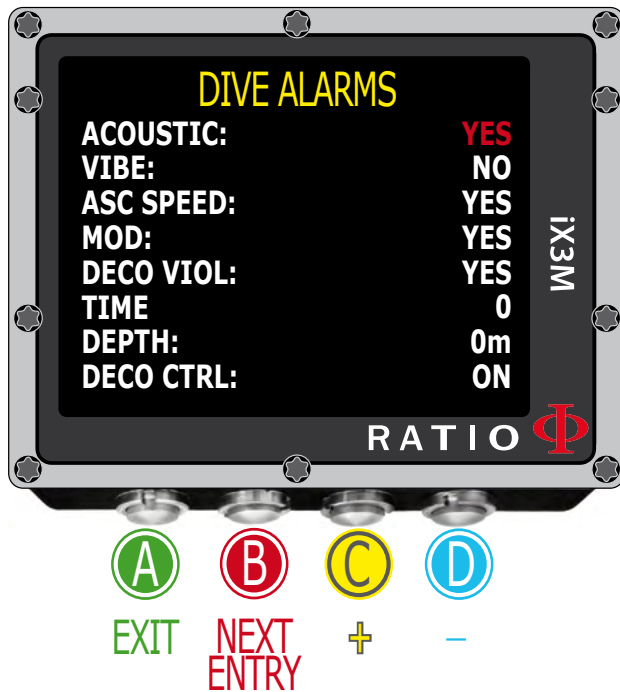 DIVE ALARMS
ACOUSTIC: YES
VIBE: NO
ASC SPEED: YES
MOD: YES
DECO VIOL: YES
TIME 0
DEPTH: 0m
DECO CTRL: ON
iX3M
RATIO
A B C D
EXIT NEXT ENTRY + −